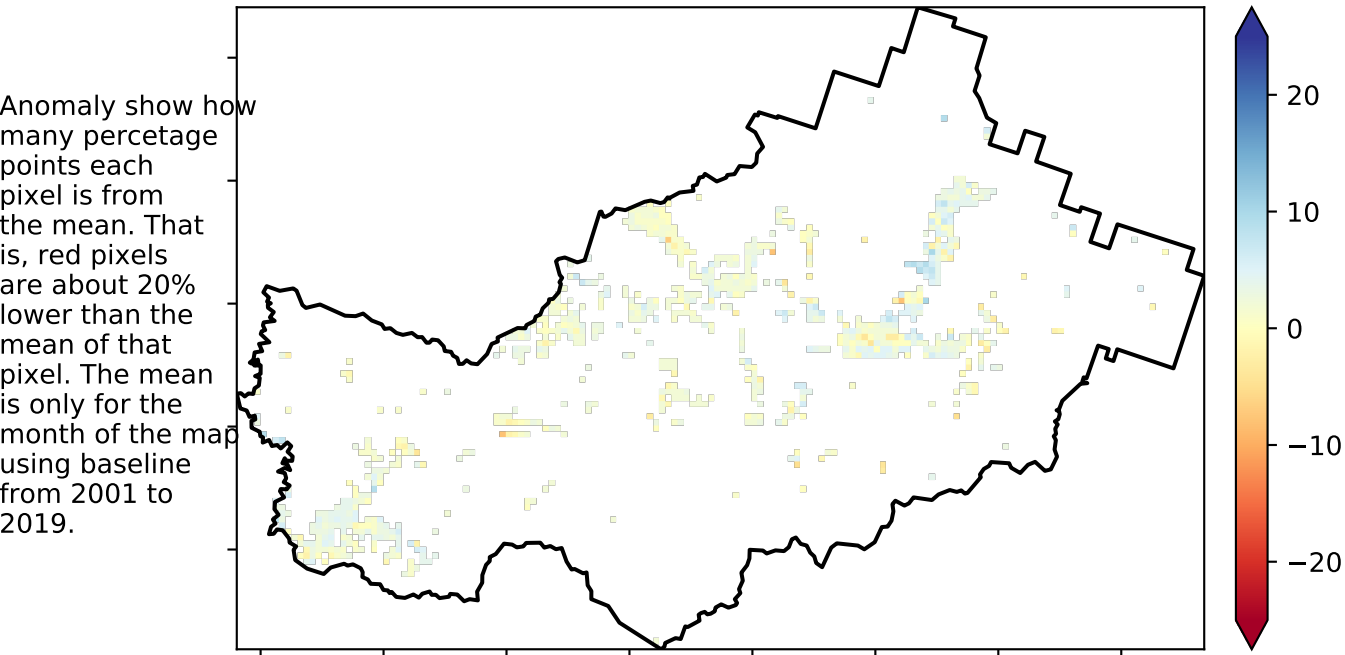 Anomaly show how
many percetage
points each
pixel is from
the mean. That
is, red pixels
are about 20%
lower than the
mean of that
pixel. The mean
is only for the
month of the map
using baseline
from 2001 to
2019.
20
10
0
−10
−20